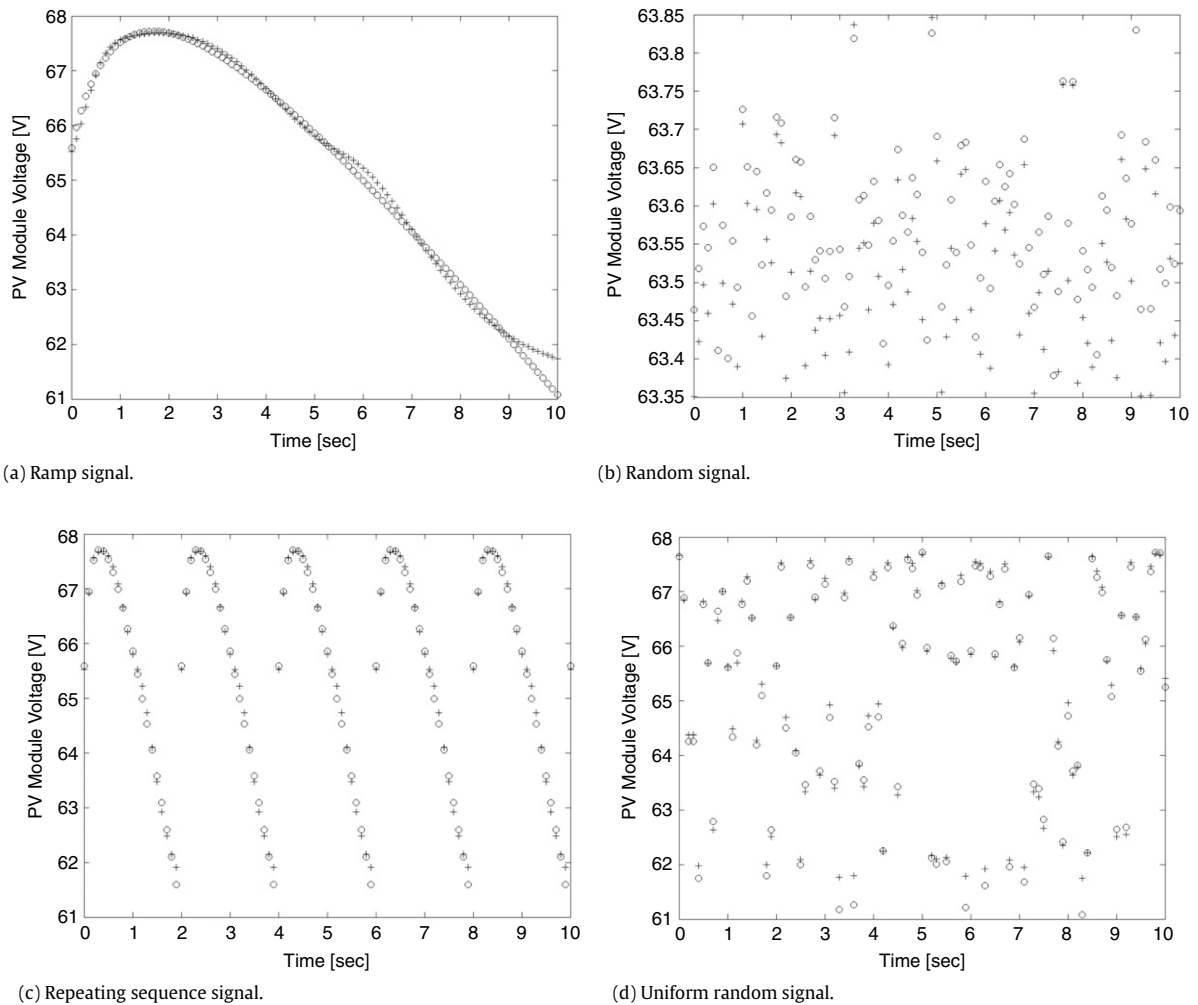 68
67
66
65
64
63
62
61
PV Module Voltage [V]
0 1 2 3 4 5 6 7 8 9 10
Time [sec]
(a) Ramp signal.
63.85
63.8
63.75
63.7
63.65
63.6
63.55
63.5
63.45
63.4
63.35
PV Module Voltage [V]
0 1 2 3 4 5 6 7 8 9 10
Time [sec]
(b) Random signal.
68
67
66
65
64
63
62
61
PV Module Voltage [V]
0 1 2 3 4 5 6 7 8 9 10
Time [sec]
(c) Repeating sequence signal.
68
67
66
65
64
63
62
61
PV Module Voltage [V]
0 1 2 3 4 5 6 7 8 9 10
Time [sec]
(d) Uniform random signal.